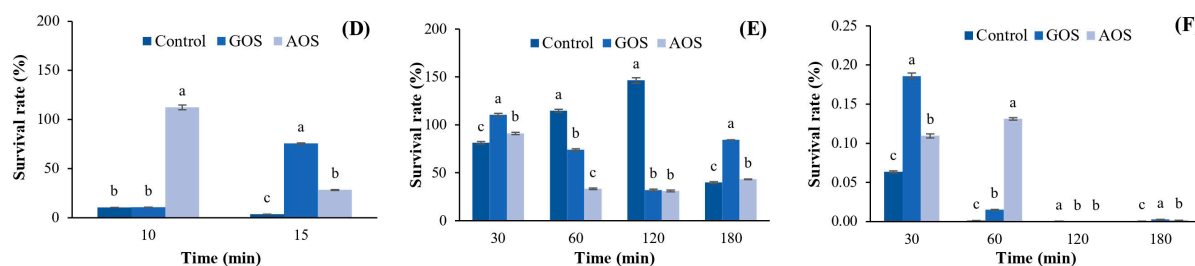 (D)
Control GOS AOS
Survival rate (%)
200
150
100
50
0
b b a
c a b
10 15
Time (min)
(E)
Control GOS AOS
Survival rate (%)
200
150
100
50
0
c a b
a b c
a b b
c a b
30 60 120 180
Time (min)
(F)
Control GOS AOS
Survival rate (%)
0.25
0.20
0.15
0.10
0.05
0.00
c a b
c b a
a b b
c a b
30 60 120 180
Time (min)